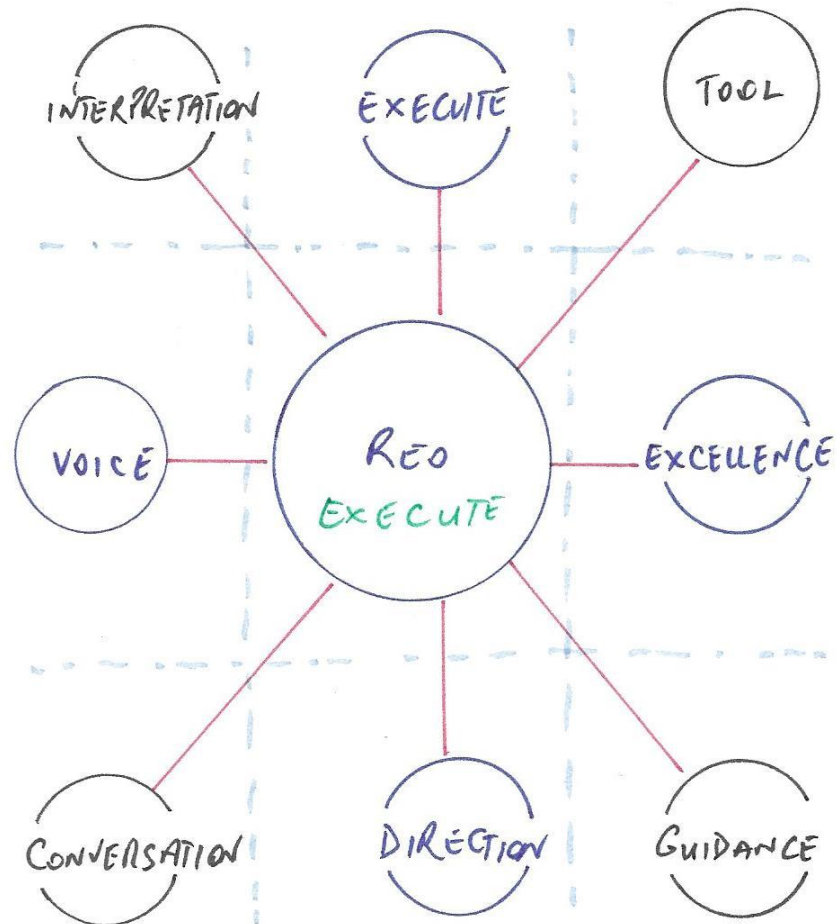 INTERPRETATION
EXECUTE
TOOL
VOICE
REO
EXECUTE
EXCELLENCE
CONVERSATION
DIRECTION
GUIDANCE